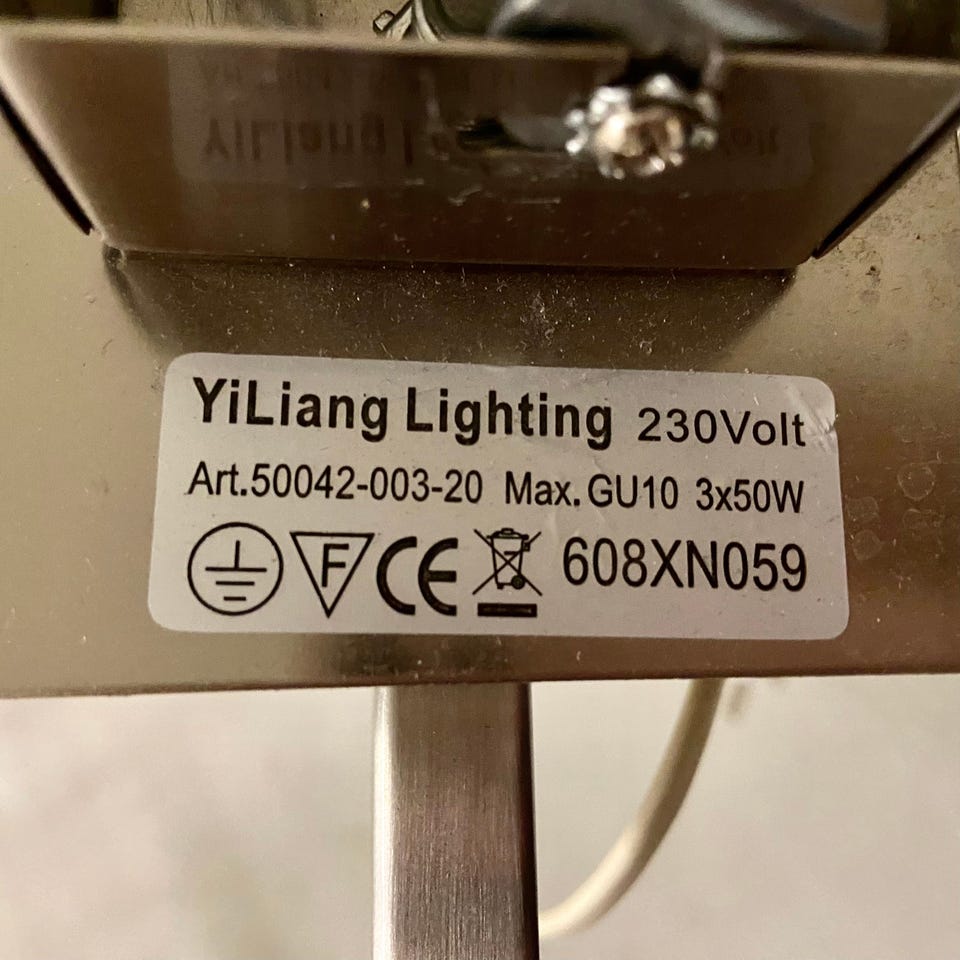 YiLiang Lighting 230Volt
Art.50042-003-20 Max. GU10 3x50W
F CE 608XN059